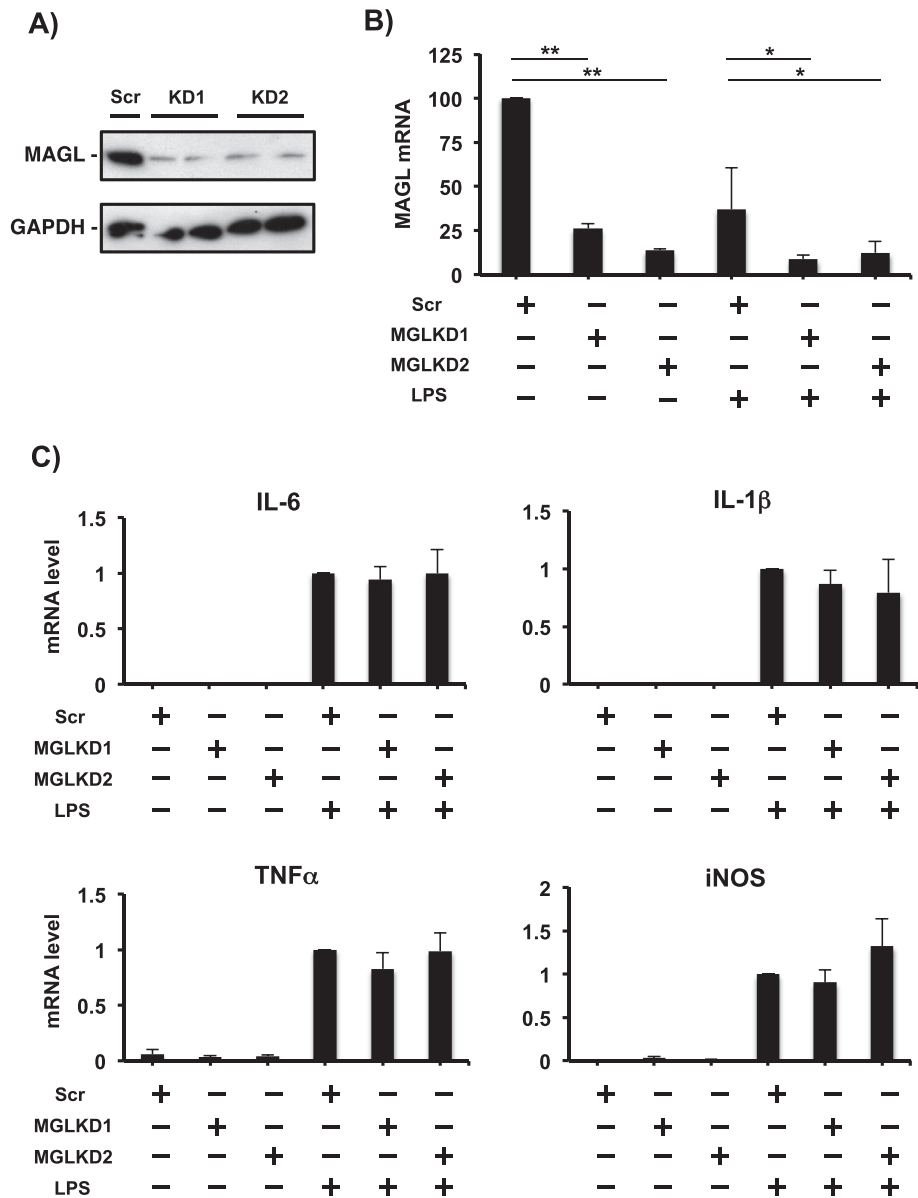 A)
Scr KD1 KD2
MAGL -
GAPDH -
B)
MAGL mRNA
125
100
75
50
25
0
** *
** *
Scr + − − + − −
MGLKD1 − + − − + −
MGLKD2 − − + − − +
LPS − − − + + +
C)
IL-6
mRNA level
1.5
1
0.5
0
Scr + − − + − −
MGLKD1 − + − − + −
MGLKD2 − − + − − +
LPS − − − + + +
IL-1β
1.5
1
0.5
0
+ − − + − −
− + − − + −
− − + − − +
− − − + + +
TNFα
mRNA level
1.5
1
0.5
0
Scr + − − + − −
MGLKD1 − + − − + −
MGLKD2 − − + − − +
LPS − − − + + +
iNOS
2
1.5
1
0.5
0
+ − − + − −
− + − − + −
− − + − − +
− − − + + +